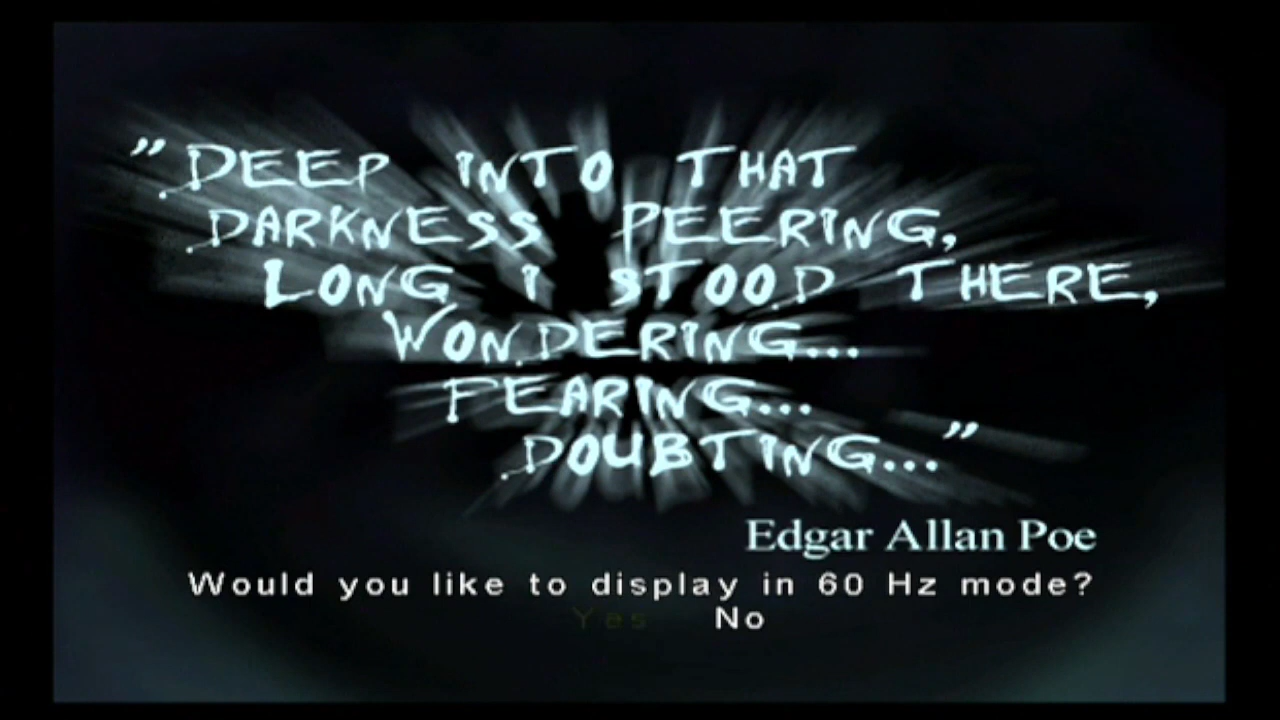 ”Deep into that
darkness peering,
Long I stood there,
Wondering...
Fearing...
Doubting...”
Edgar Allan Poe
Would you like to display in 60 Hz mode?
Yes No